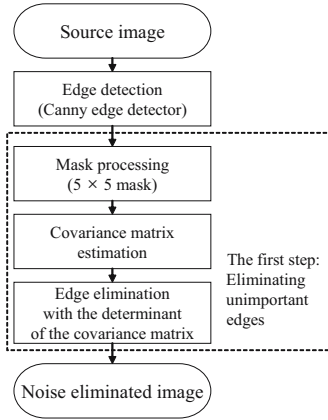 Source image
Edge detection
(Canny edge detector)
Mask processing
(5 × 5 mask)
Covariance matrix
estimation
The first step:
Eliminating
unimportant
edges
Edge elimination
with the determinant
of the covariance matrix
Noise eliminated image